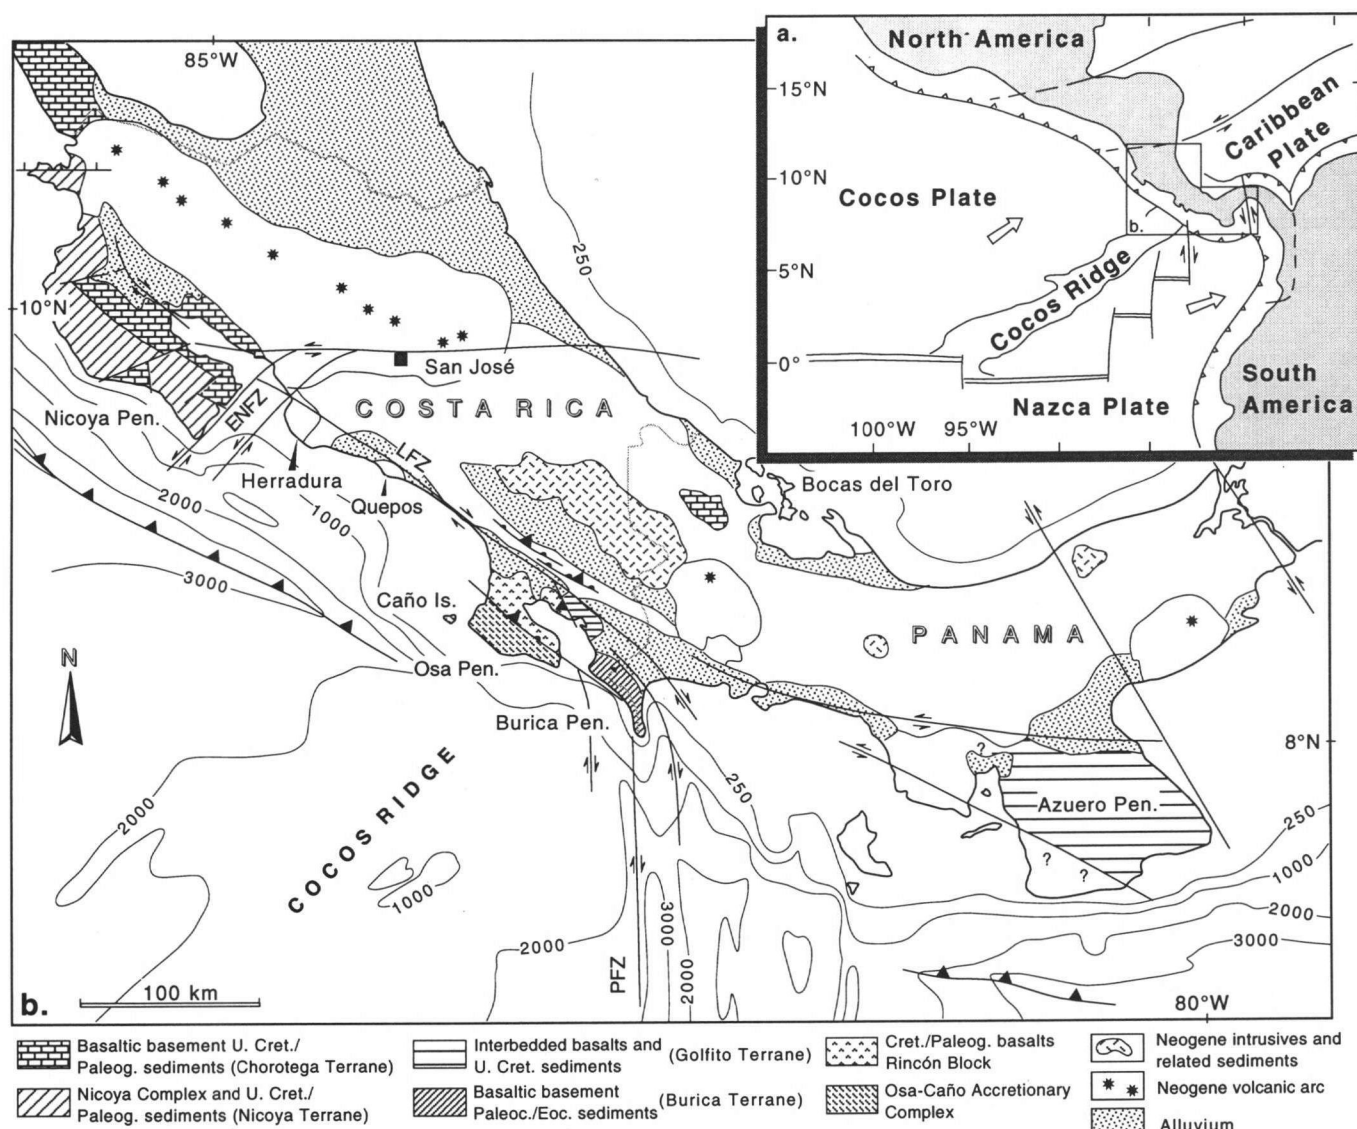 a.
North America
15°N
Caribbean
Plate
10°N
Cocos Plate
b.
5°N
Cocos Ridge
0°
South
America
Nazca Plate
100°W
95°W
85°W
250
10°N
San José
COSTA RICA
Nicoya Pen.
ENFZ
LFZ
Herradura
Quepos
Bocas del Toro
2000
1000
3000
Caño Is.
PANAMA
N
Osa Pen.
Burica Pen.
8°N
?
250
Azuero Pen.
250
2000
COCOS RIDGE
?
?
1000
1000
2000
3000
2000
3000
2000
PFZ
100 km
b.
80°W
Basaltic basement U. Cret./
Paleog. sediments (Chorotega Terrane)
Nicoya Complex and U. Cret./
Paleog. sediments (Nicoya Terrane)
Interbedded basalts and
U. Cret. sediments
(Golfito Terrane)
Basaltic basement
Paleoc./Eoc. sediments
(Burica Terrane)
Cret./Paleog. basalts
Rincón Block
Osa-Caño Accretionary
Complex
Neogene intrusives and
related sediments
Neogene volcanic arc
Alluvium